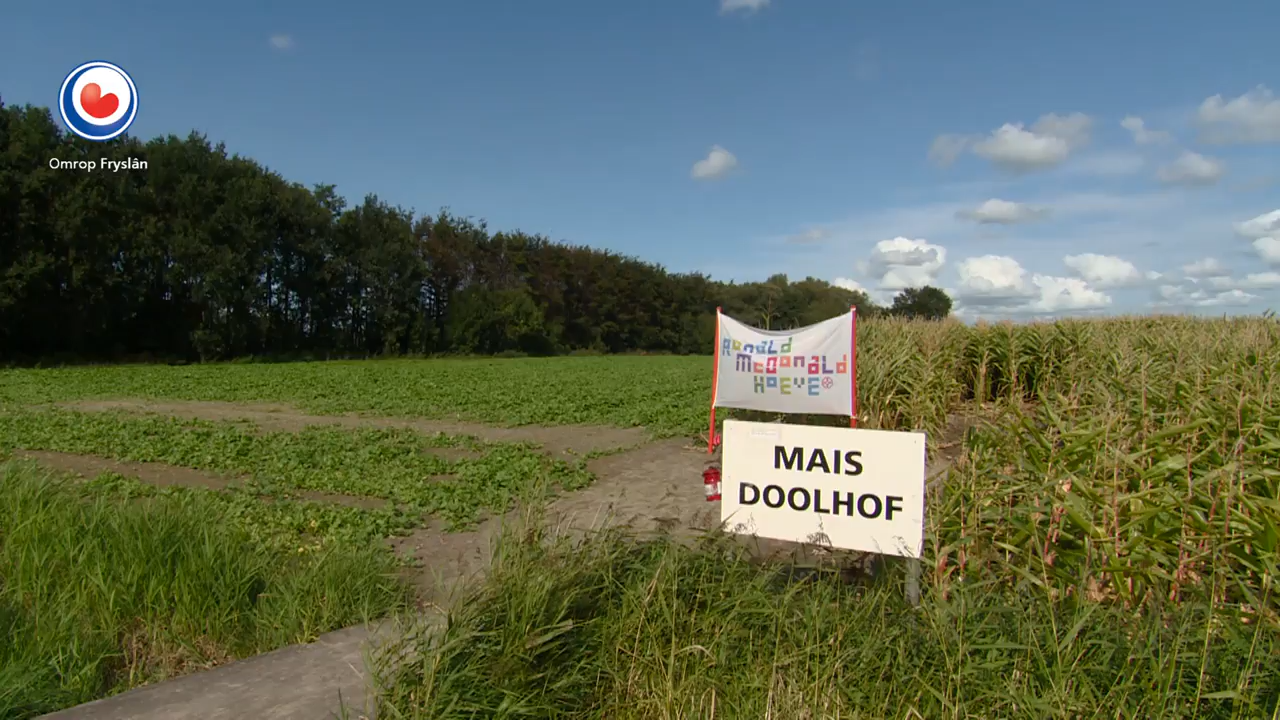 Omrop Fryslân
Ronald
McDonald
HOEVE
MAIS
DOOLHOF